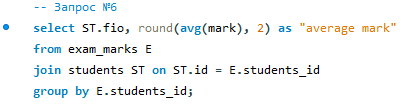 -- Запрос №6
select ST.fio, round(avg(mark), 2) as "average mark"
from exam_marks E
join students ST on ST.id = E.students_id
group by E.students_id;